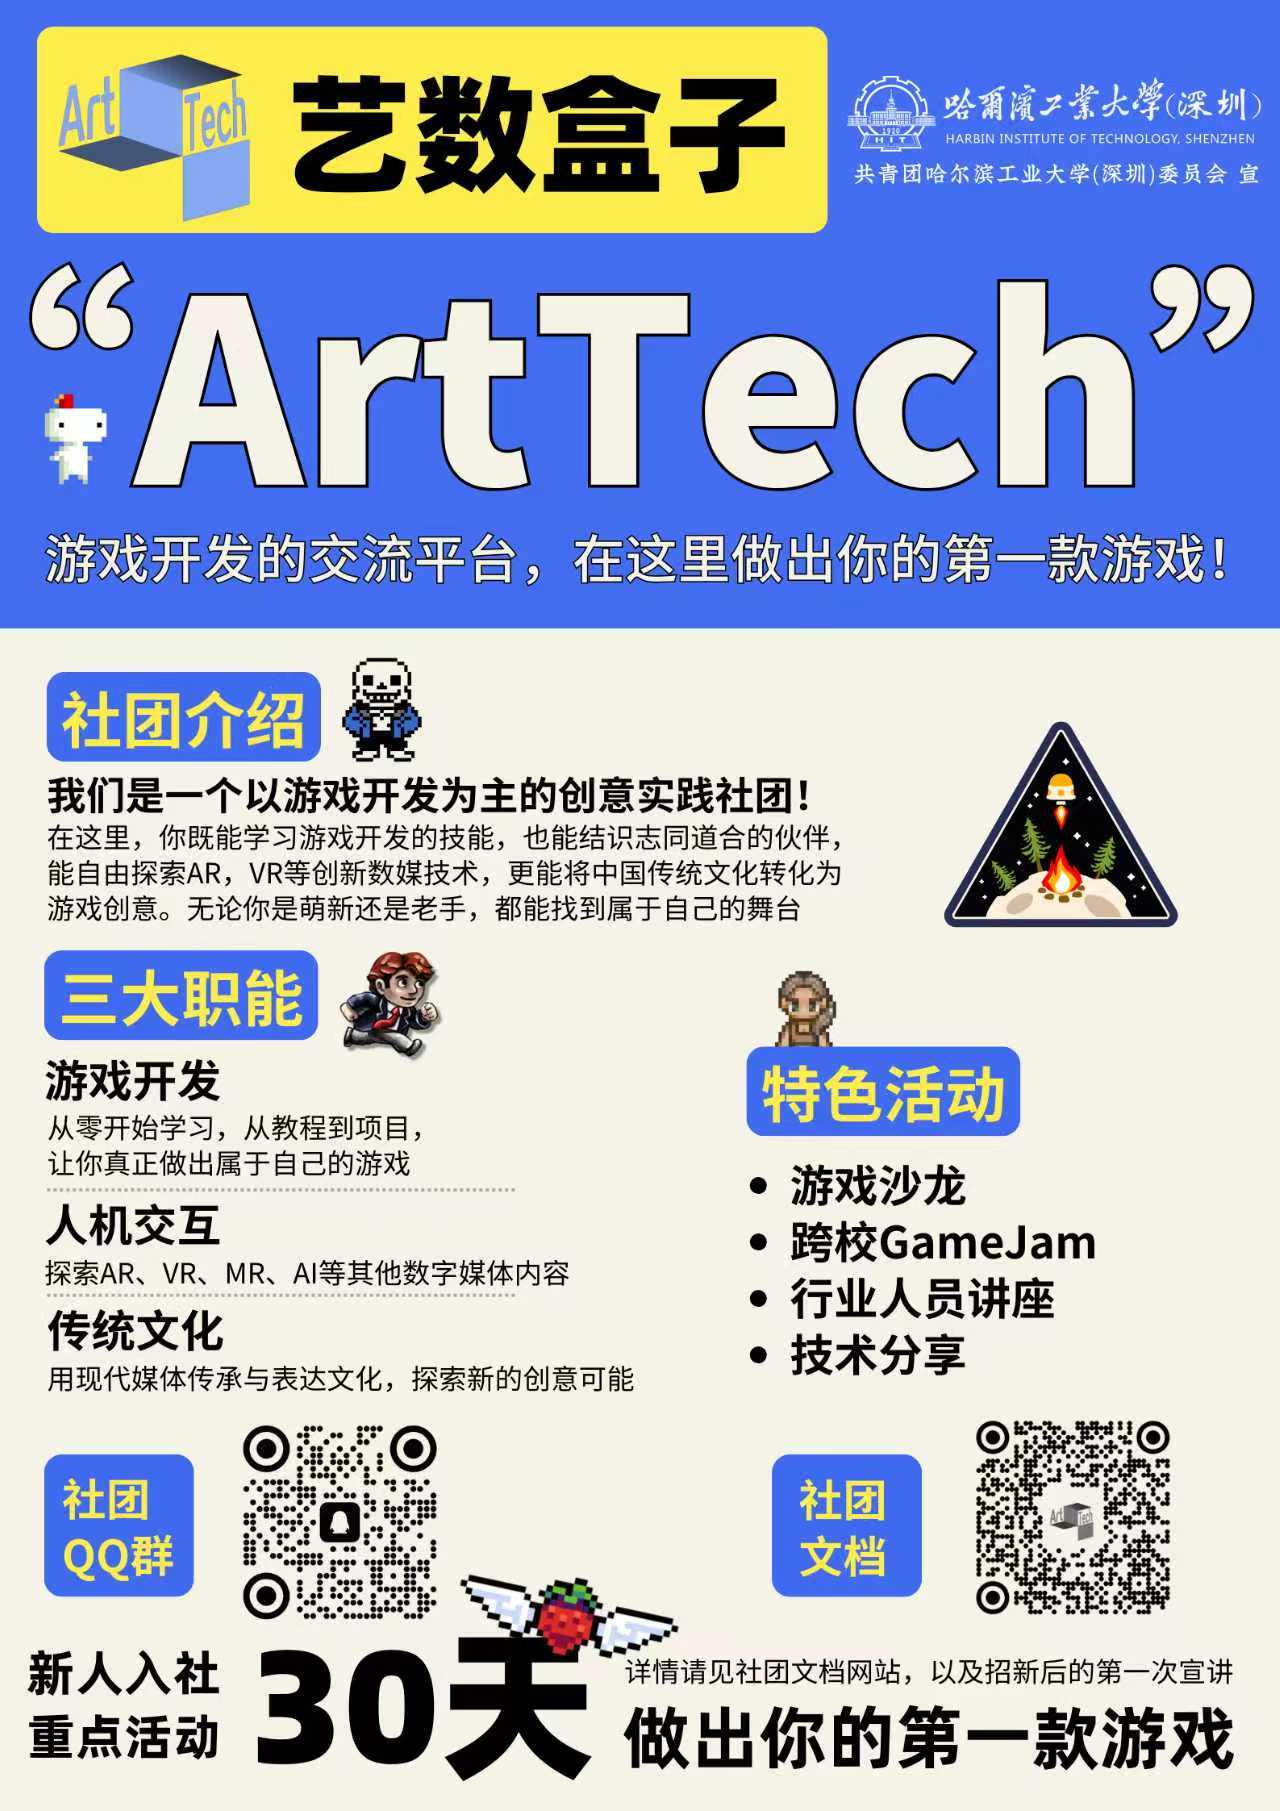 Art Tech
艺数盒子
1920
HIT
哈爾濱工業大學(深圳)
HARBIN INSTITUTE OF TECHNOLOGY, SHENZHEN
共青团哈尔滨工业大学(深圳)委员会 宣
“ArtTech”
游戏开发的交流平台，在这里做出你的第一款游戏！
社团介绍
我们是一个以游戏开发为主的创意实践社团！
在这里，你既能学习游戏开发的技能，也能结识志同道合的伙伴，
能自由探索AR，VR等创新数媒技术，更能将中国传统文化转化为
游戏创意。无论你是萌新还是老手，都能找到属于自己的舞台
三大职能
游戏开发
从零开始学习，从教程到项目，
让你真正做出属于自己的游戏
人机交互
探索AR、VR、MR、AI等其他数字媒体内容
传统文化
用现代媒体传承与表达文化，探索新的创意可能
特色活动
• 游戏沙龙
• 跨校GameJam
• 行业人员讲座
• 技术分享
社团
QQ群
社团
文档
Art Tech
新人入社
重点活动
30天
详情请见社团文档网站，以及招新后的第一次宣讲
做出你的第一款游戏